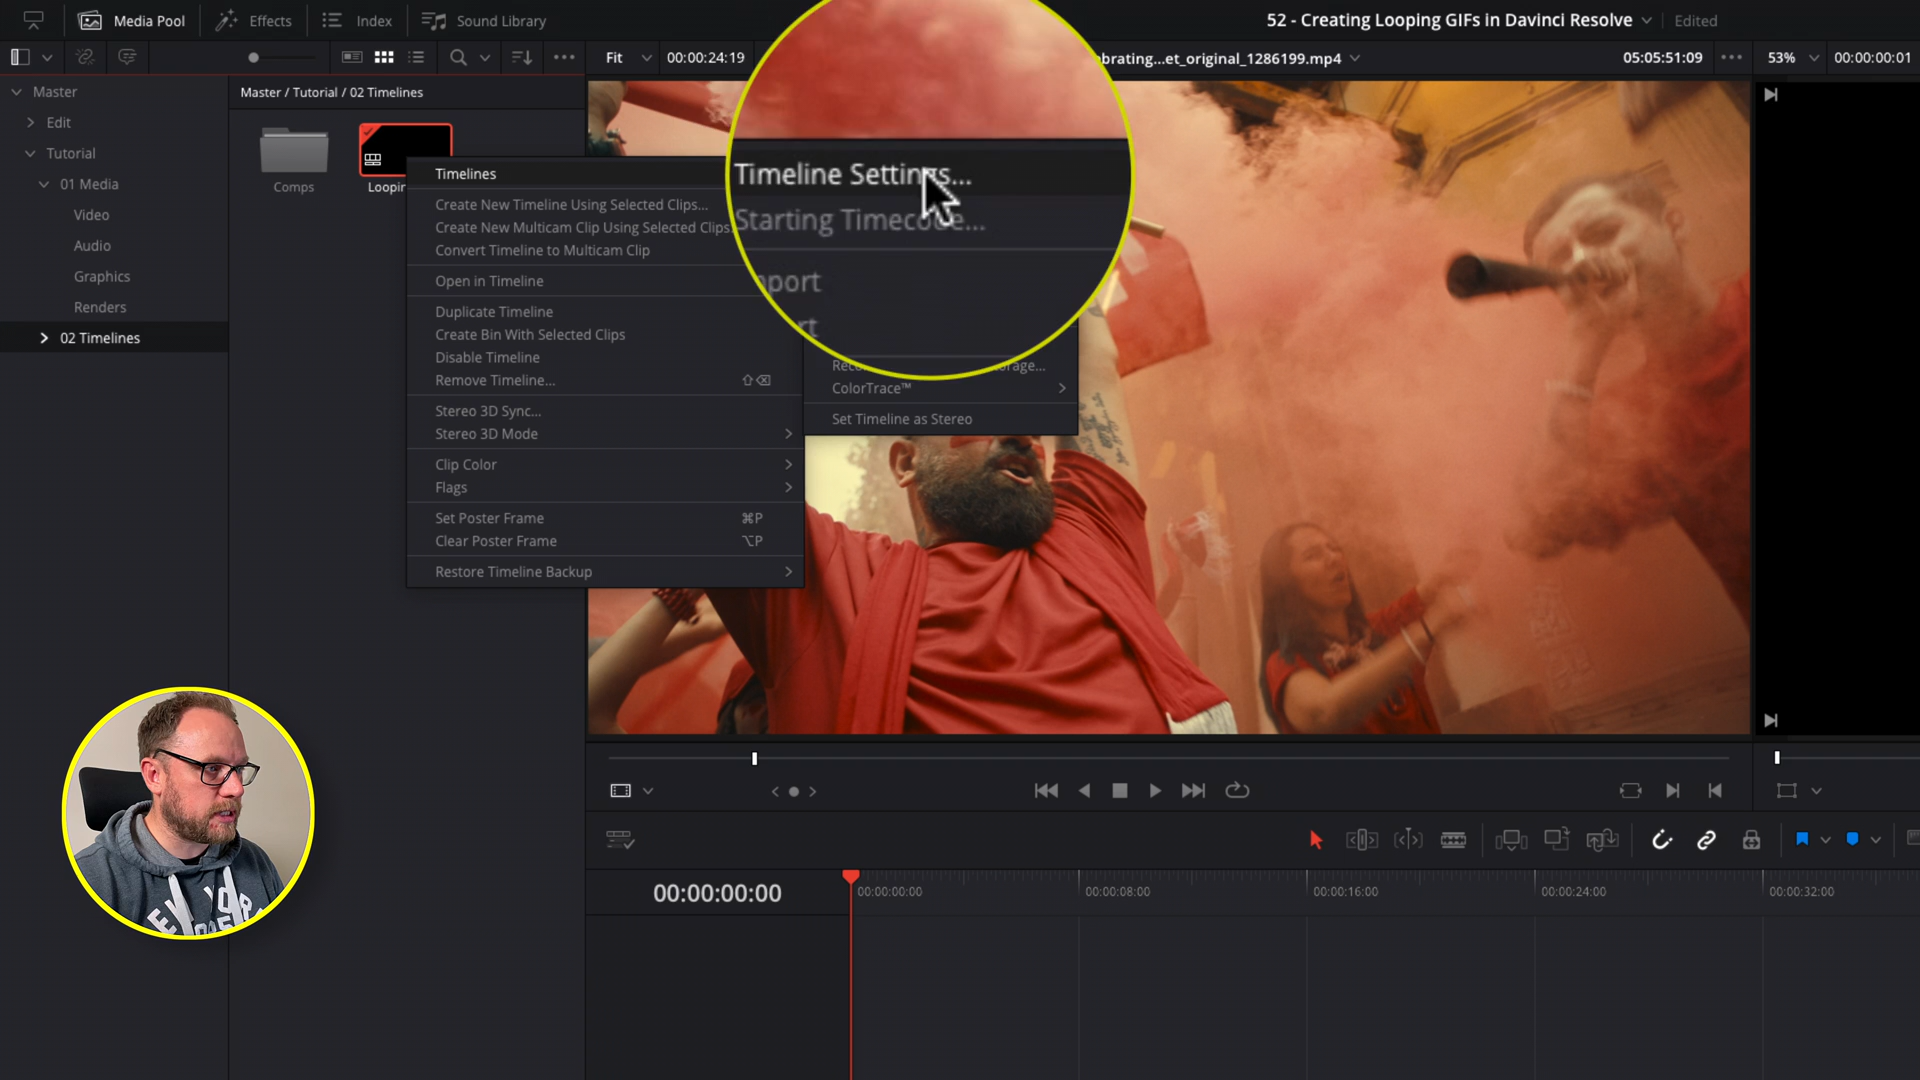 Media Pool
Effects
Index
Sound Library
52 - Creating Looping GIFs in Davinci Resolve
Edited
Fit
00:00:24:19
brating...et_original_1286199.mp4
05:05:51:09
53%
00:00:00:01
Master
Master / Tutorial / 02 Timelines
Edit
Tutorial
01 Media
Video
Audio
Graphics
Renders
02 Timelines
Comps
Loopin
Timelines
Create New Timeline Using Selected Clips...
Create New Multicam Clip Using Selected Clips.
Convert Timeline to Multicam Clip
Open in Timeline
Duplicate Timeline
Create Bin With Selected Clips
Disable Timeline
Remove Timeline...
Stereo 3D Sync...
Stereo 3D Mode
Clip Color
Flags
Set Poster Frame ⌘P
Clear Poster Frame ⌥P
Restore Timeline Backup
Timeline Settings...
Starting Timecode...
port
rt
ColorTrace™
Set Timeline as Stereo
00:00:00:00
00:00:00:00
00:00:08:00
00:00:16:00
00:00:24:00
00:00:32:00